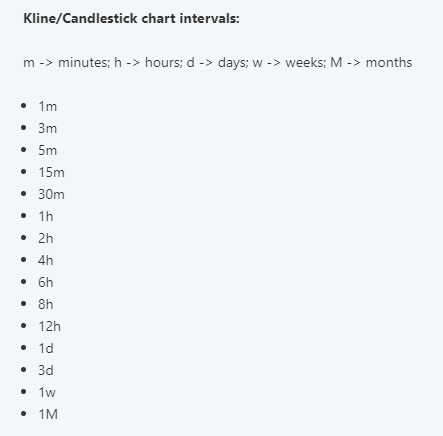 Kline/Candlestick chart intervals:
m -> minutes; h -> hours; d -> days; w -> weeks; M -> months
• 1m
• 3m
• 5m
• 15m
• 30m
• 1h
• 2h
• 4h
• 6h
• 8h
• 12h
• 1d
• 3d
• 1w
• 1M